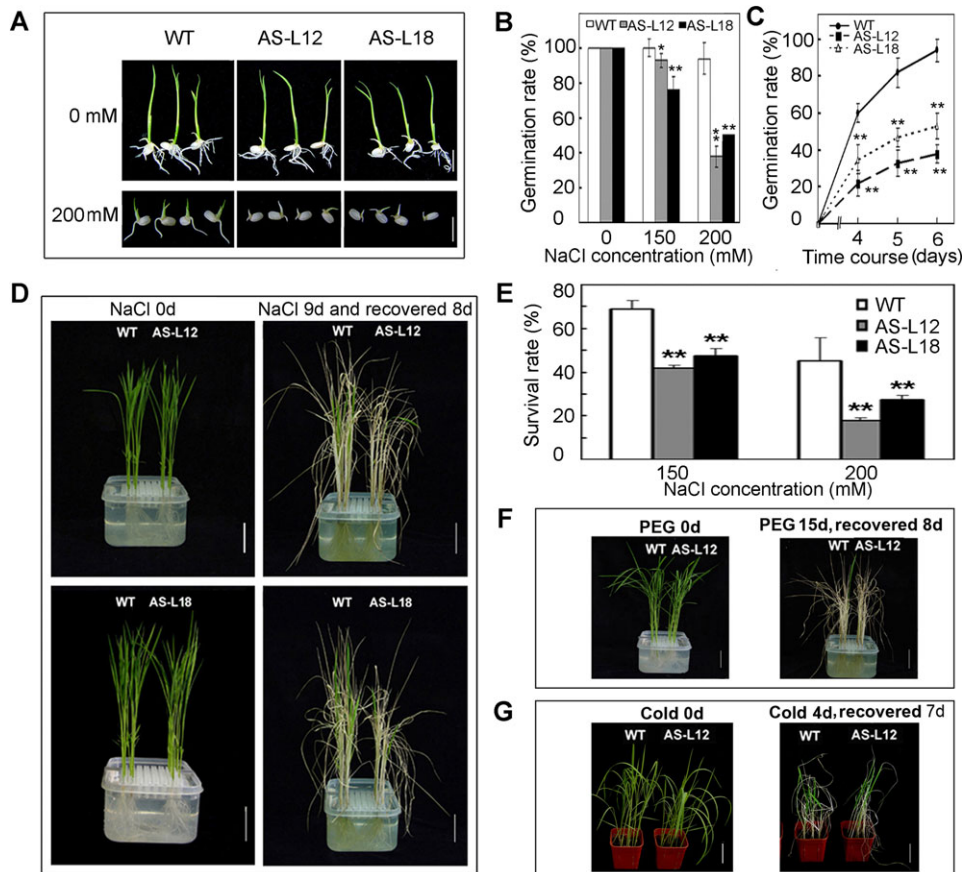 A
WT AS-L12 AS-L18
0 mM
200 mM
B
WT AS-L12 AS-L18
Germination rate (%)
100
80
60
40
20
0
* ** ** **
0 150 200
NaCl concentration (mM)
C
WT
AS-L12
AS-L18
Germination rate (%)
100
80
60
40
20
0
** ** **
** ** **
4 5 6
Time course (days)
D
NaCl 0d NaCl 9d and recovered 8d
WT AS-L12 WT AS-L12
WT AS-L18 WT AS-L18
E
WT
AS-L12
AS-L18
Survival rate (%)
80
60
40
20
0
** ** ** **
150 200
NaCl concentration (mM)
F
PEG 0d PEG 15d, recovered 8d
WT AS-L12 WT AS-L12
G
Cold 0d Cold 4d, recovered 7d
WT AS-L12 WT AS-L12